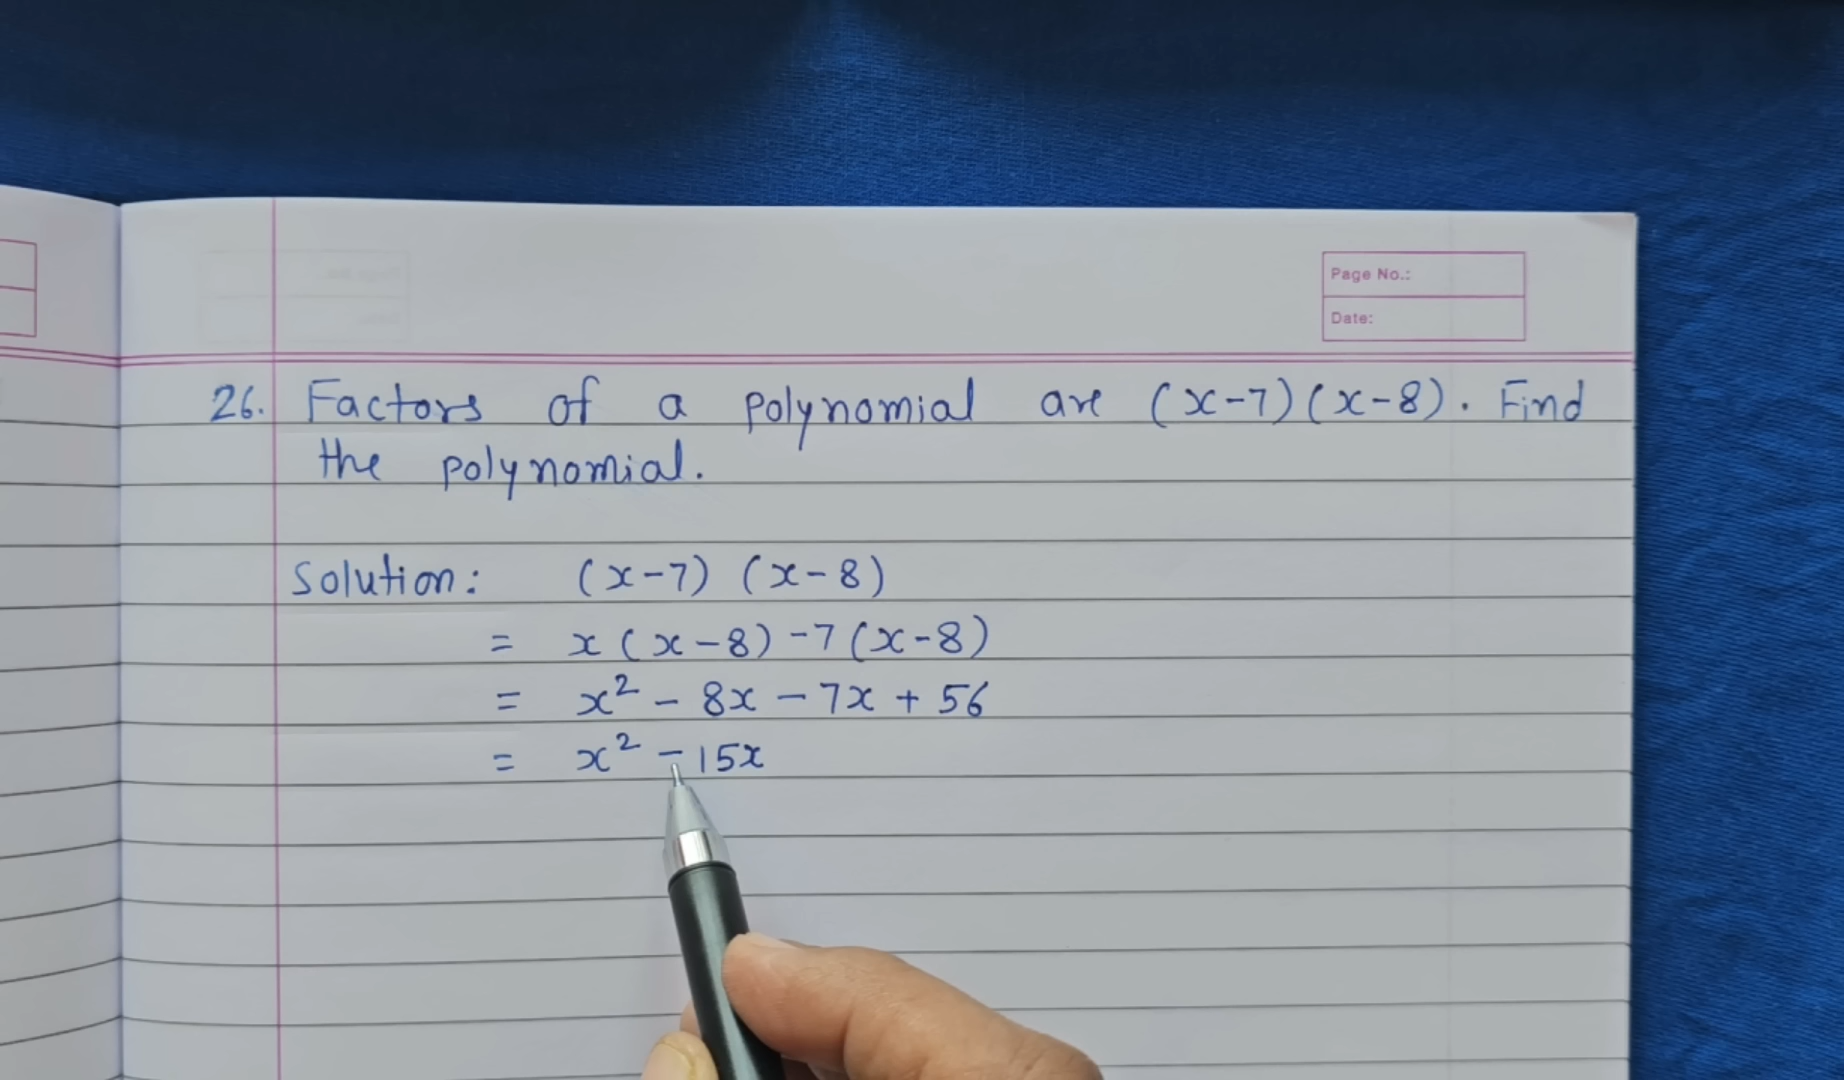 Page No.:
Date:
26. Factors of a polynomial are (x-7)(x-8). Find
the polynomial.
Solution: (x-7) (x-8)
= x(x-8)-7(x-8)
= x² - 8x - 7x + 56
= x² - 15x